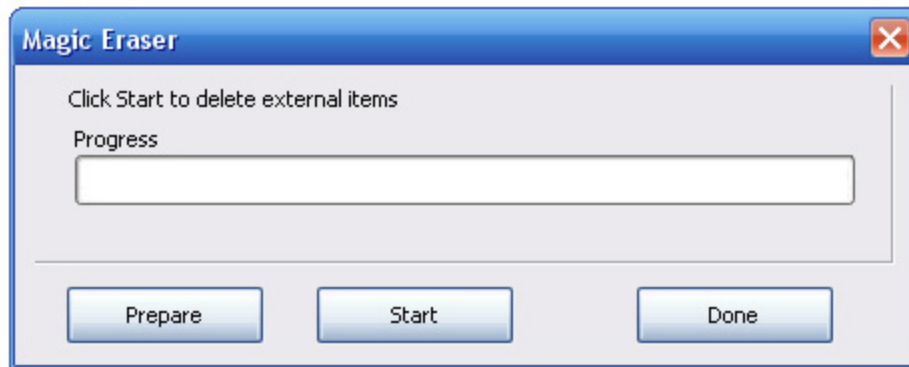 Magic Eraser
Click Start to delete external items
Progress
Prepare Start Done